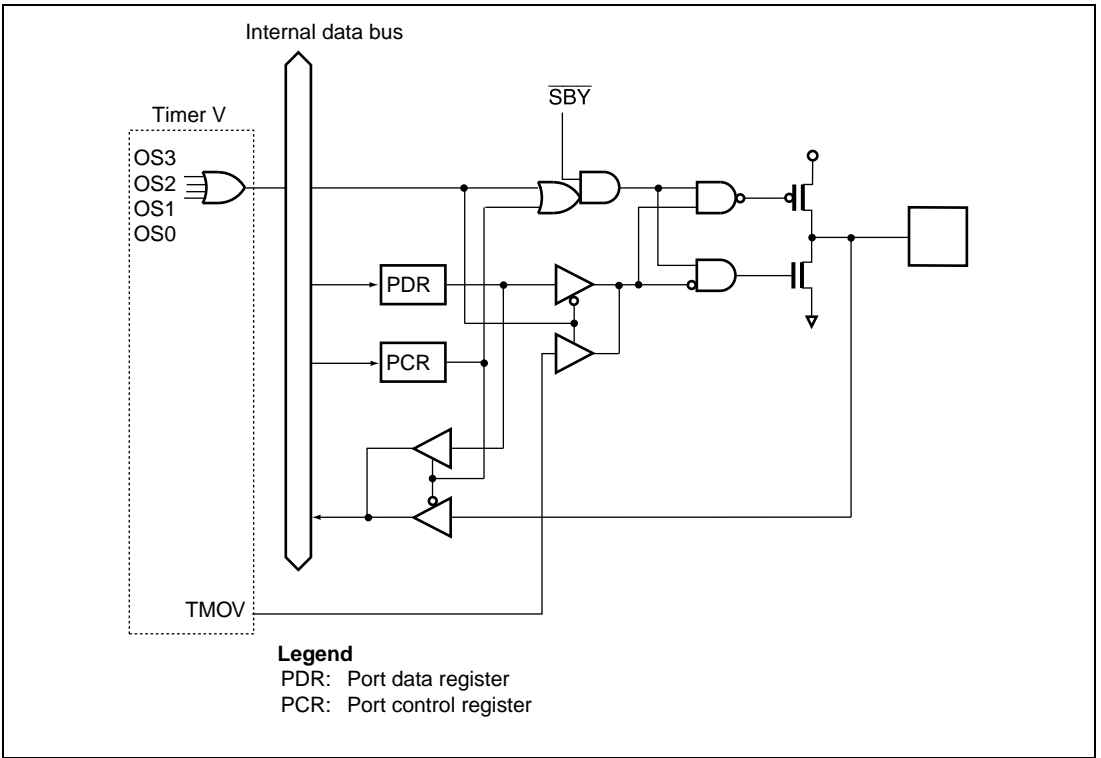 Internal data bus
SBY
Timer V
OS3
OS2
OS1
OS0
PDR
PCR
TMOV
Legend
PDR: Port data register
PCR: Port control register